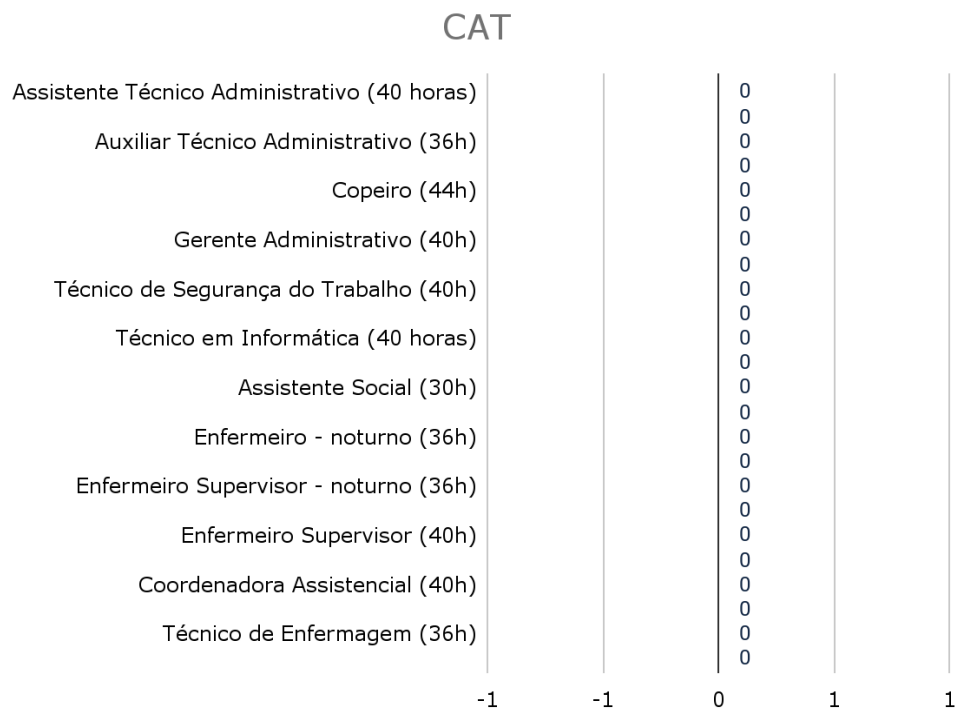 CAT
Assistente Técnico Administrativo (40 horas) 0
0
Auxiliar Técnico Administrativo (36h) 0
0
Copeiro (44h) 0
0
Gerente Administrativo (40h) 0
0
Técnico de Segurança do Trabalho (40h) 0
0
Técnico em Informática (40 horas) 0
0
Assistente Social (30h) 0
0
Enfermeiro - noturno (36h) 0
0
Enfermeiro Supervisor - noturno (36h) 0
0
Enfermeiro Supervisor (40h) 0
0
Coordenadora Assistencial (40h) 0
0
Técnico de Enfermagem (36h) 0
0
-1 -1 0 1 1